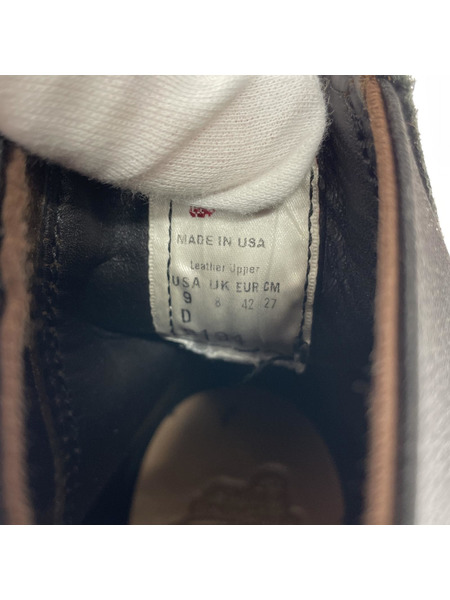 MADE IN USA
Leather Upper
USA UK EUR CM
9 8 42 27
D